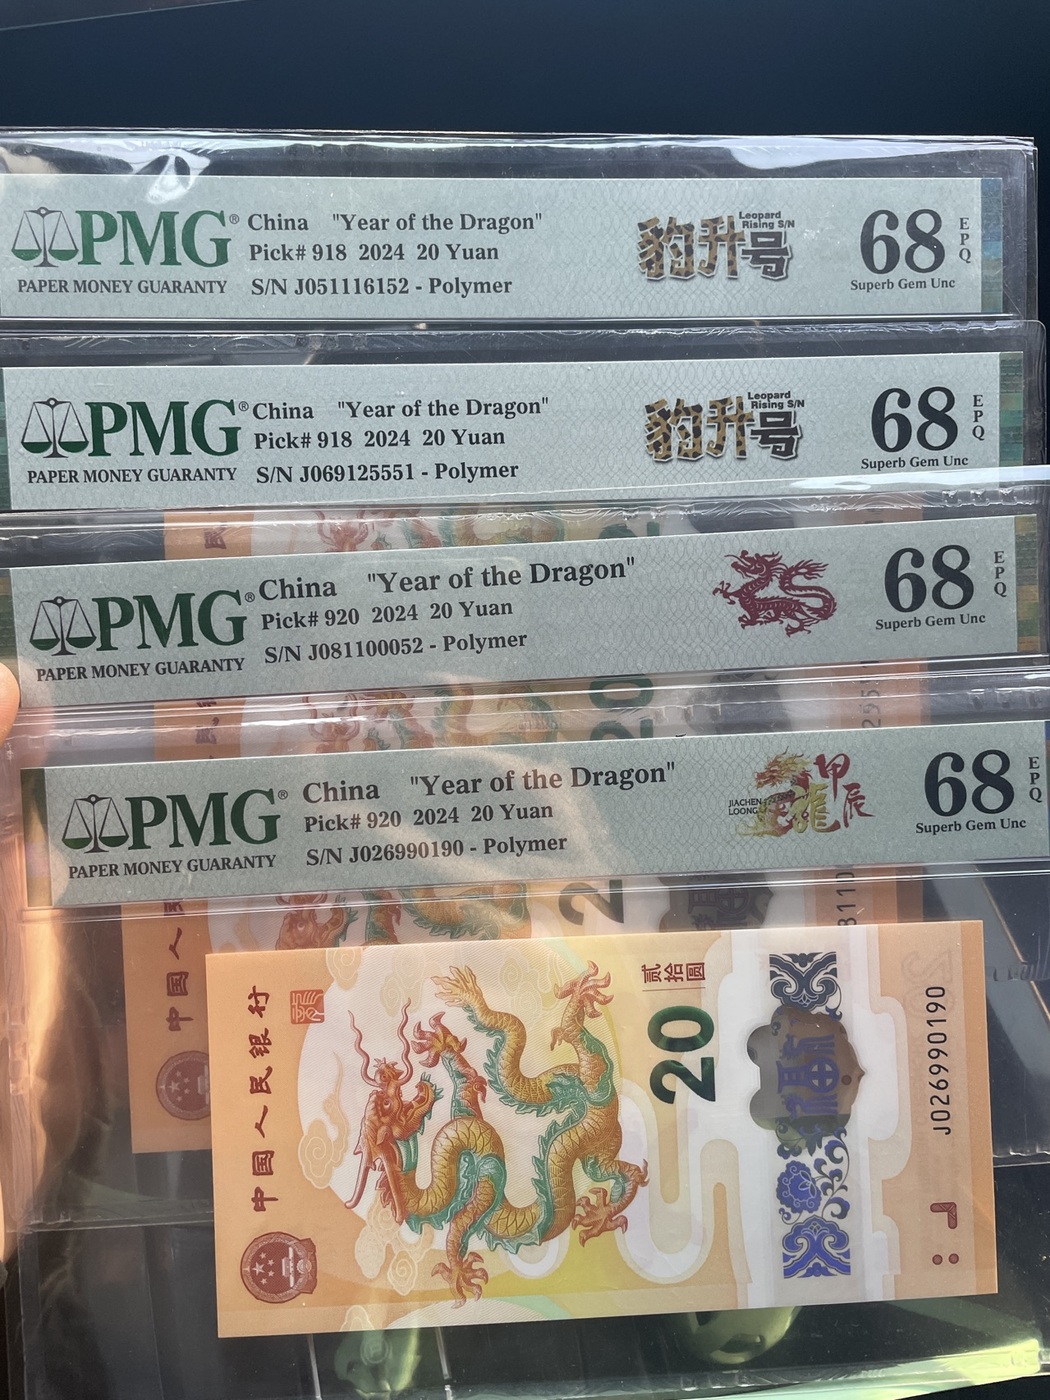 PMG®
PAPER MONEY GUARANTY
China "Year of the Dragon"
Pick# 918 2024 20 Yuan
S/N J051116152 - Polymer
豹升号
Leopard
Rising S/N
68
EPQ
Superb Gem Unc
PMG®
PAPER MONEY GUARANTY
China "Year of the Dragon"
Pick# 918 2024 20 Yuan
S/N J069125551 - Polymer
豹升号
Leopard
Rising S/N
68
EPQ
Superb Gem Unc
PMG®
PAPER MONEY GUARANTY
China "Year of the Dragon"
Pick# 920 2024 20 Yuan
S/N J081100052 - Polymer
68
EPQ
Superb Gem Unc
20
PMG®
PAPER MONEY GUARANTY
China "Year of the Dragon"
Pick# 920 2024 20 Yuan
S/N J026990190 - Polymer
JIACHEN
LOONG
甲辰
龍
68
EPQ
Superb Gem Unc
中国人
中国人民银行
贰拾圆
20
J026990190